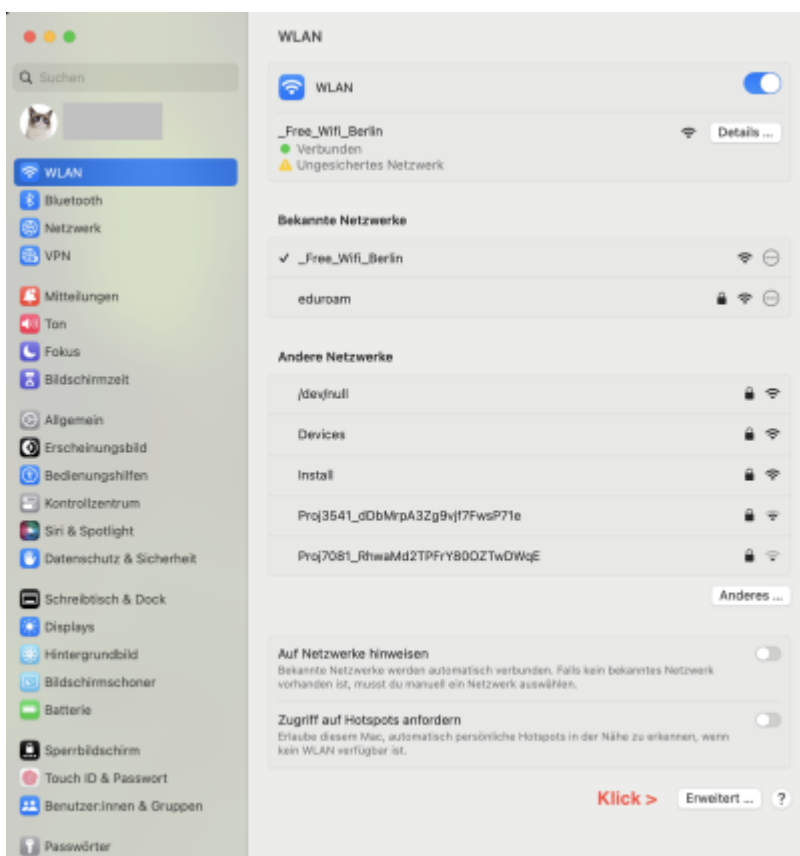 WLAN
Suchen
WLAN
Bluetooth
Netzwerk
VPN
Mitteilungen
Ton
Fokus
Bildschirmzeit
Allgemein
Erscheinungsbild
Bedienungshilfen
Kontrollzentrum
Siri & Spotlight
Datenschutz & Sicherheit
Schreibtisch & Dock
Displays
Hintergrundbild
Bildschirmschoner
Batterie
Sperrbildschirm
Touch ID & Passwort
Benutzer:innen & Gruppen
Passwörter
WLAN
_Free_Wifi_Berlin
Details ...
Verbunden
Ungesichertes Netzwerk
Bekannte Netzwerke
✓ _Free_Wifi_Berlin
eduroam
Andere Netzwerke
/dev/null
Devices
Install
Proj3541_dDbMrpA3Zg9vjf7FwsP71e
Proj7081_RhwaMd2TPFrY80OZTwDWqE
Anderes ...
Auf Netzwerke hinweisen
Bekannte Netzwerke werden automatisch verbunden. Falls kein bekanntes Netzwerk
vorhanden ist, musst du manuell ein Netzwerk auswählen.
Zugriff auf Hotspots anfordern
Erlaube diesem Mac, automatisch persönliche Hotspots in der Nähe zu erkennen, wenn
kein WLAN verfügbar ist.
Klick > Erweitert ... ?